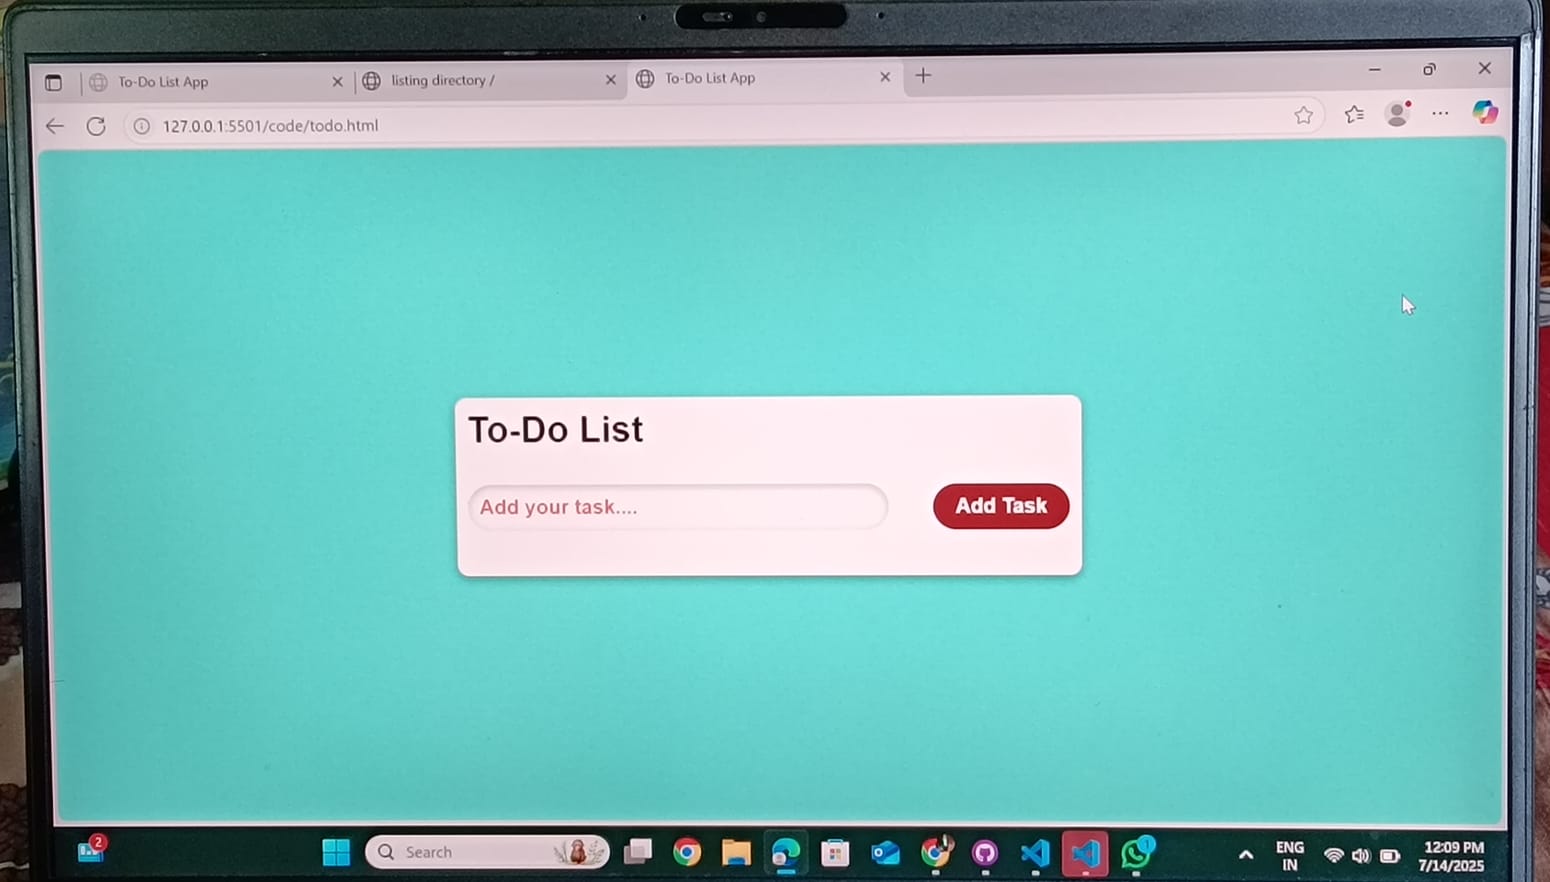 To-Do List App
listing directory /
To-Do List App
127.0.0.1:5501/code/todo.html
To-Do List
Add your task....
Add Task
2
Search
1
ENG
IN
12:09 PM
7/14/2025